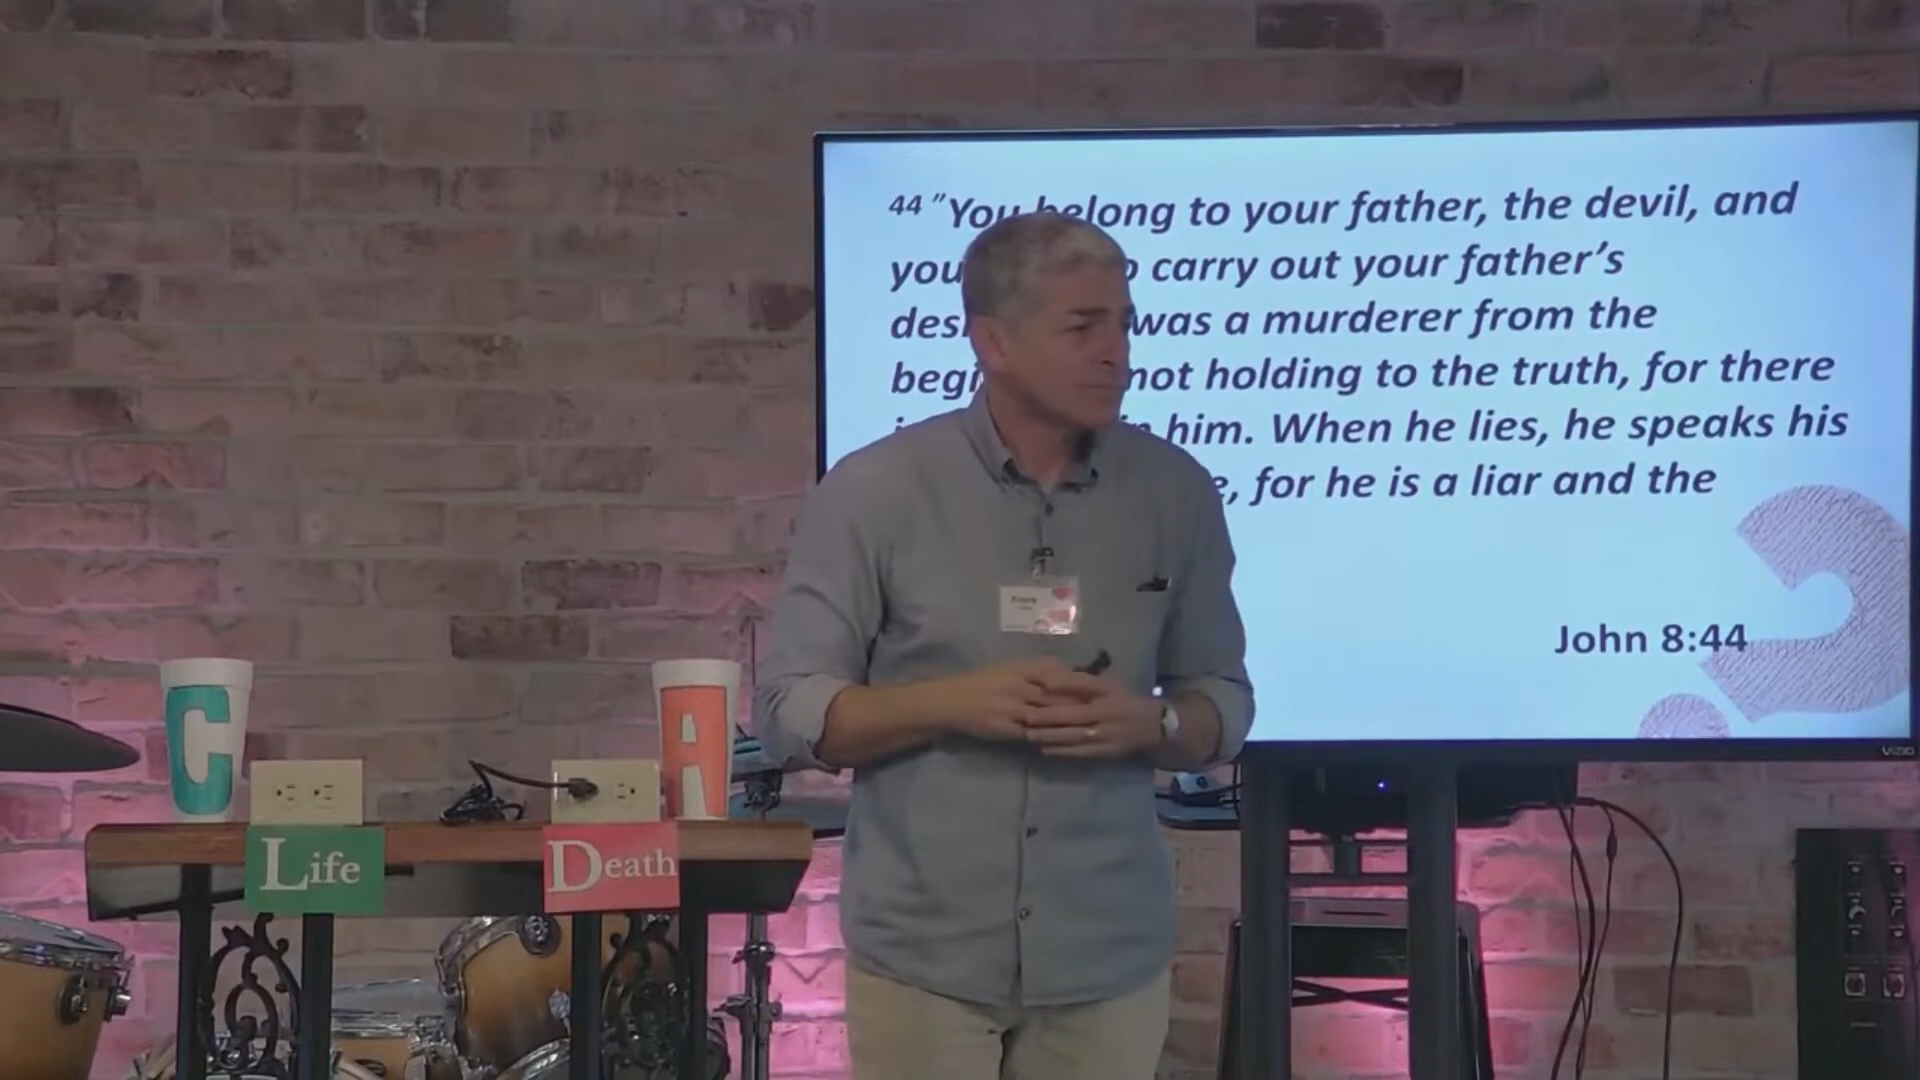 44 "You belong to your father, the devil, and
you carry out your father's
was a murderer from the
not holding to the truth, for there
him. When he lies, he speaks his
for he is a liar and the
John 8:44
VIZIO
C
A
Life
Death